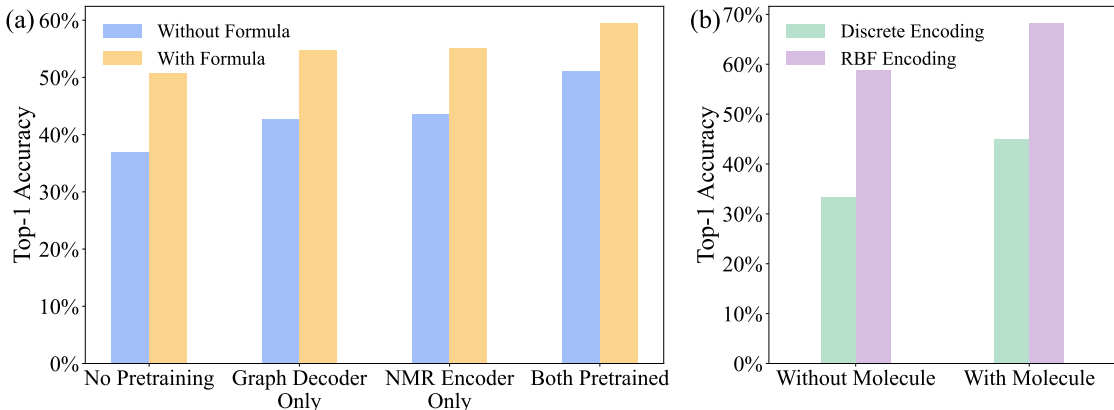 (a)
Top-1 Accuracy
60%
50%
40%
30%
20%
10%
0%
Without Formula
With Formula
No Pretraining
Graph Decoder
Only
NMR Encoder
Only
Both Pretrained
(b)
Top-1 Accuracy
70%
60%
50%
40%
30%
20%
10%
0%
Discrete Encoding
RBF Encoding
Without Molecule
With Molecule